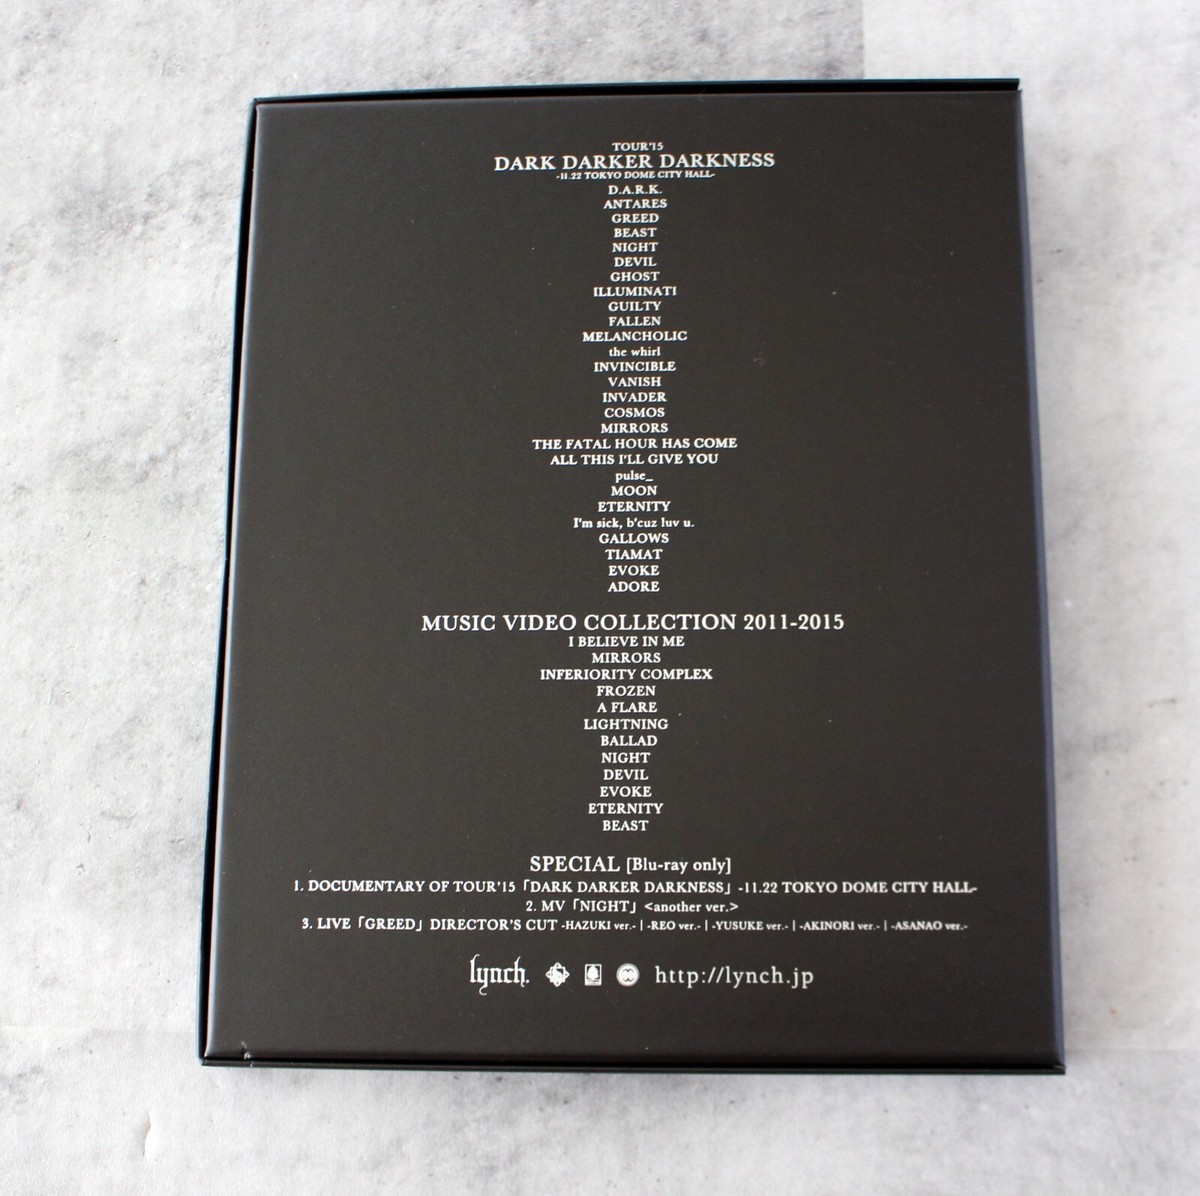 TOUR'15
DARK DARKER DARKNESS
-11.22 TOKYO DOME CITY HALL-
D.A.R.K.
ANTARES
GREED
BEAST
NIGHT
DEVIL
GHOST
ILLUMINATI
GUILTY
FALLEN
MELANCHOLIC
the whirl
INVINCIBLE
VANISH
INVADER
COSMOS
MIRRORS
THE FATAL HOUR HAS COME
ALL THIS I'LL GIVE YOU
pulse_
MOON
ETERNITY
I'm sick, b'cuz luv u.
GALLOWS
TIAMAT
EVOKE
ADORE
MUSIC VIDEO COLLECTION 2011-2015
I BELIEVE IN ME
MIRRORS
INFERIORITY COMPLEX
FROZEN
A FLARE
LIGHTNING
BALLAD
NIGHT
DEVIL
EVOKE
ETERNITY
BEAST
SPECIAL [Blu-ray only]
1. DOCUMENTARY OF TOUR'15「DARK DARKER DARKNESS」-11.22 TOKYO DOME CITY HALL-
2. MV「NIGHT」<another ver.>
3. LIVE「GREED」DIRECTOR'S CUT -HAZUKI ver.- | -REO ver.- | -YUSUKE ver.- | -AKINORI ver.- | -ASANAO ver.-
lynch. http://lynch.jp